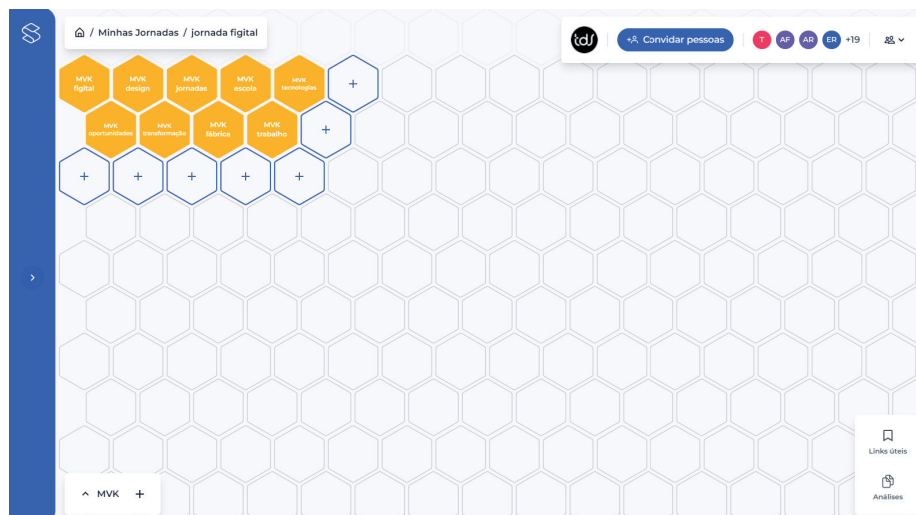 / Minhas Jornadas / jornada figital
tds
Convidar pessoas
T AF AR ER +19
MVK
figital
MVK
design
MVK
jornadas
MVK
escola
MVK
tecnologias
+
MVK
oportunidades
MVK
transformação
MVK
fábrica
MVK
trabalho
+
+ + + + +
Links úteis
Análises
MVK +